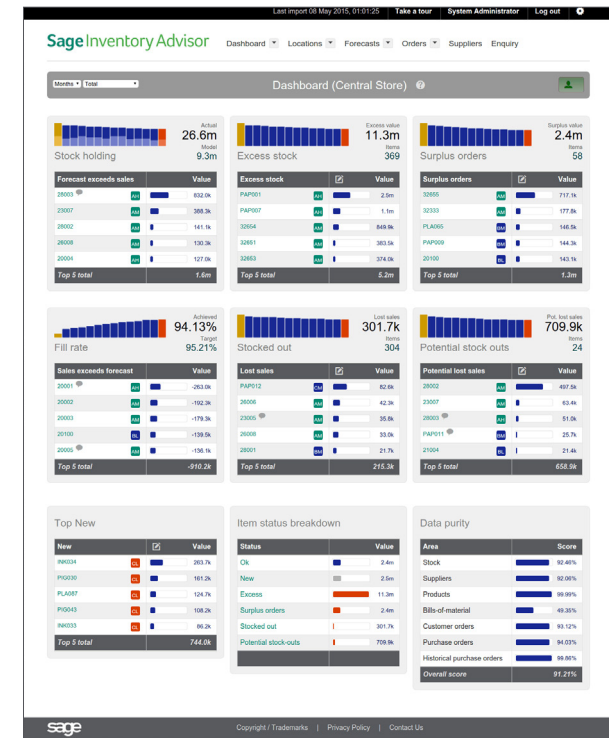 Last import 08 May 2015, 01:01:25 Take a tour System Administrator Log out
Sage Inventory Advisor Dashboard Locations Forecasts Orders Suppliers Enquiry
Months Total Dashboard (Central Store)
Actual
26.6m
Model
Stock holding 9.3m
Forecast exceeds sales Value
28003 AH 832.0k
23007 AM 388.3k
28002 AM 141.1k
28008 AM 130.3k
20004 AH 127.0k
Top 5 total 1.6m
Excess value
11.3m
Items
Excess stock 369
Excess stock Value
PAP001 AH 2.5m
PAP007 AH 1.1m
32654 AM 849.9k
32651 AM 383.5k
32653 AM 374.0k
Top 5 total 5.2m
Surplus value
2.4m
Items
Surplus orders 58
Surplus orders Value
32655 AM 717.1k
32333 AM 177.8k
PLA065 BM 146.5k
PAP009 BM 144.3k
20100 BL 143.1k
Top 5 total 1.3m
Achieved
94.13%
Target
Fill rate 95.21%
Sales exceeds forecast Value
20001 AH -263.0k
20002 AM -192.3k
20003 AM -179.3k
20100 BL -139.5k
20005 AM -136.1k
Top 5 total -910.2k
Lost sales
301.7k
Items
Stocked out 304
Lost sales Value
PAP012 CM 82.6k
26008 AM 42.3k
23005 AM 35.8k
26009 AM 33.0k
28001 BM 21.7k
Top 5 total 215.3k
Pot. lost sales
709.9k
Items
Potential stock outs 24
Potential lost sales Value
28002 AM 497.5k
23007 AM 63.4k
28003 AH 51.0k
PAP011 BM 25.7k
21004 BL 21.4k
Top 5 total 658.9k
Top New
New Value
INK034 CL 263.7k
PIG030 CL 161.2k
PLA087 CL 124.7k
PIG043 CL 108.2k
INK033 CL 86.2k
Top 5 total 744.0k
Item status breakdown
Status Value
Ok 2.4m
New 2.5m
Excess 11.3m
Surplus orders 2.4m
Stocked out 301.7k
Potential stock-outs 709.9k
Data purity
Area Score
Stock 92.46%
Suppliers 92.06%
Products 99.99%
Bills-of-material 49.35%
Customer orders 93.12%
Purchase orders 94.03%
Historical purchase orders 99.86%
Overall score 91.21%
sage Copyright / Trademarks | Privacy Policy | Contact Us